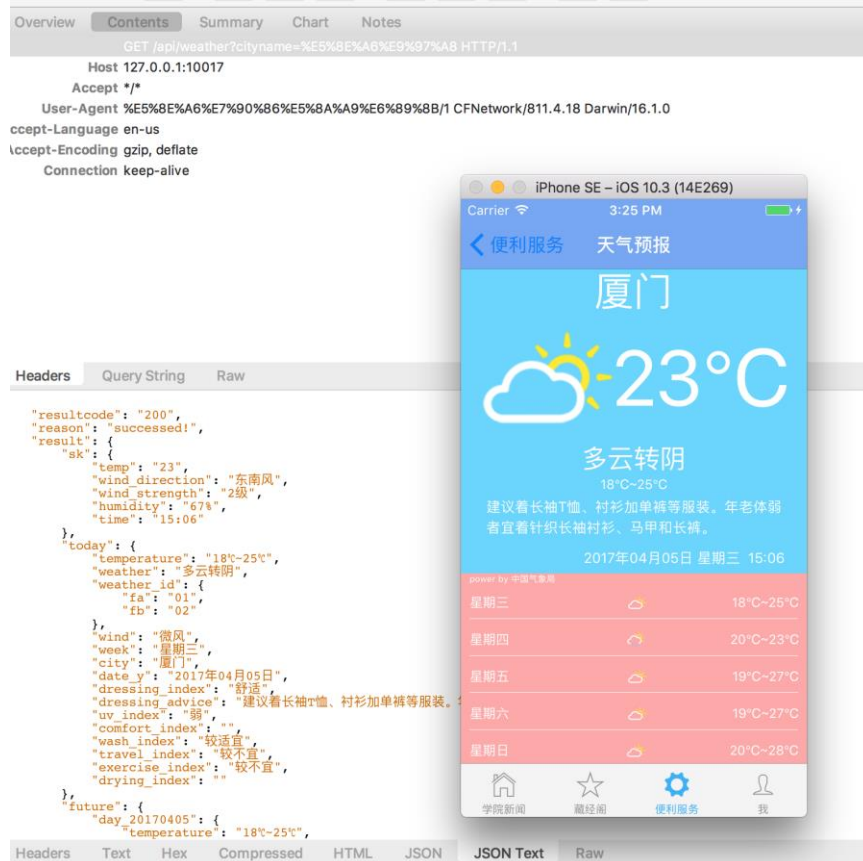 Overview Contents Summary Chart Notes
GET /api/weather?cityname=%E5%8E%A6%E9%97%A8 HTTP/1.1
Host 127.0.0.1:10017
Accept */*
User-Agent %E5%8E%A6%E7%90%86%E5%8A%A9%E6%89%8B/1 CFNetwork/811.4.18 Darwin/16.1.0
ccept-Language en-us
Accept-Encoding gzip, deflate
Connection keep-alive
Headers Query String Raw
"resultcode": "200",
"reason": "successed!",
"result": {
"sk": {
"temp": "23",
"wind_direction": "东南风",
"wind_strength": "2级",
"humidity": "67%",
"time": "15:06"
},
"today": {
"temperature": "18℃~25℃",
"weather": "多云转阴",
"weather_id": {
"fa": "01",
"fb": "02"
},
"wind": "微风",
"week": "星期三",
"city": "厦门",
"date_y": "2017年04月05日",
"dressing_index": "舒适",
"dressing_advice": "建议着长袖T恤、衬衫加单裤等服装。
"uv_index": "弱",
"comfort_index": "",
"wash_index": "较适宜",
"travel_index": "较不宜",
"exercise_index": "较不宜",
"drying_index": ""
},
"future": {
"day_20170405": {
"temperature": "18℃~25℃",
Headers Text Hex Compressed HTML JSON JSON Text Raw
iPhone SE – iOS 10.3 (14E269)
Carrier 3:25 PM
便利服务 天气预报
厦门
23°C
多云转阴
18°C~25°C
建议着长袖T恤、衬衫加单裤等服装。年老体弱
者宜着针织长袖衬衫、马甲和长裤。
2017年04月05日 星期三 15:06
power by 中国气象局
星期三 18°C~25°C
星期四 20°C~23°C
星期五 19°C~27°C
星期六 19°C~27°C
星期日 20°C~28°C
学院新闻 藏经阁 便利服务 我